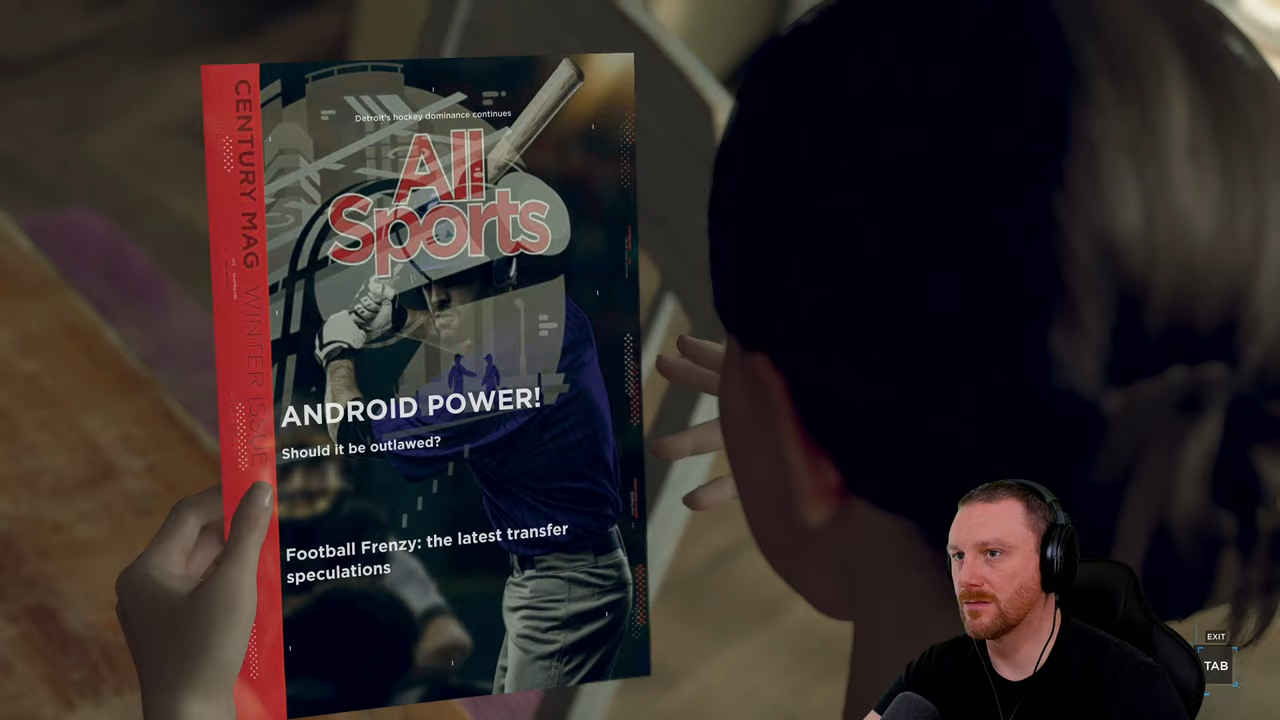 CENTURY MAG WINTER ISSUE
Detroit's hockey dominance continues
All
Sports
ANDROID POWER!
Should it be outlawed?
Football Frenzy: the latest transfer
speculations
EXIT
TAB